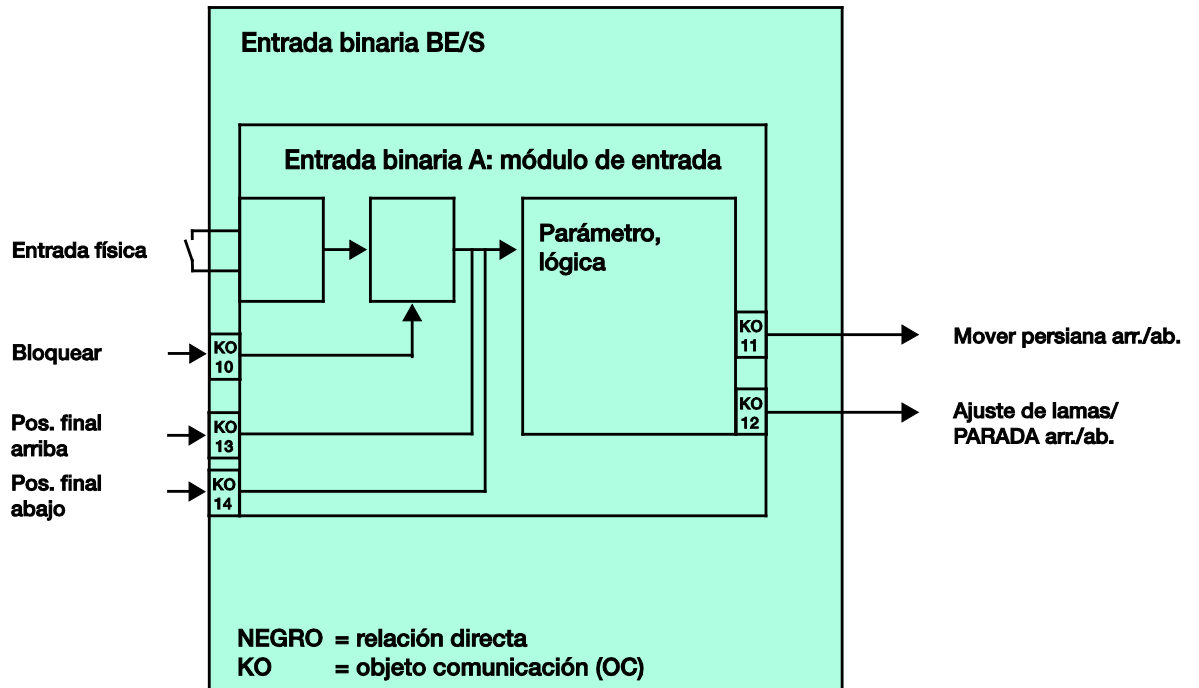 Entrada binaria BE/S
Entrada binaria A: módulo de entrada
Entrada física
Parámetro,
lógica
Bloquear
KO
10
KO
11
Mover persiana arr./ab.
Pos. final
arriba
KO
13
KO
12
Ajuste de lamas/
PARADA arr./ab.
Pos. final
abajo
KO
14
NEGRO = relación directa
KO = objeto comunicación (OC)